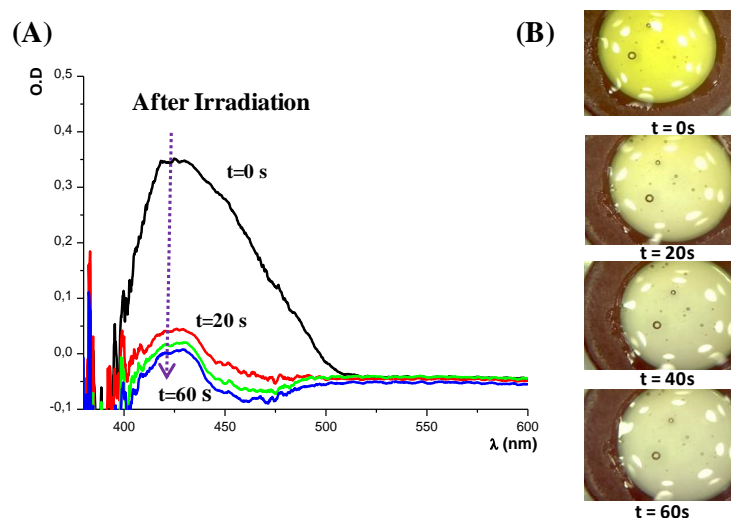 (A)
(B)
O.D
0,5
0,4
0,3
0,2
0,1
0,0
-0,1
After Irradiation
t=0 s
t=20 s
t=60 s
400
450
500
550
600
λ (nm)
t = 0s
t = 20s
t = 40s
t = 60s